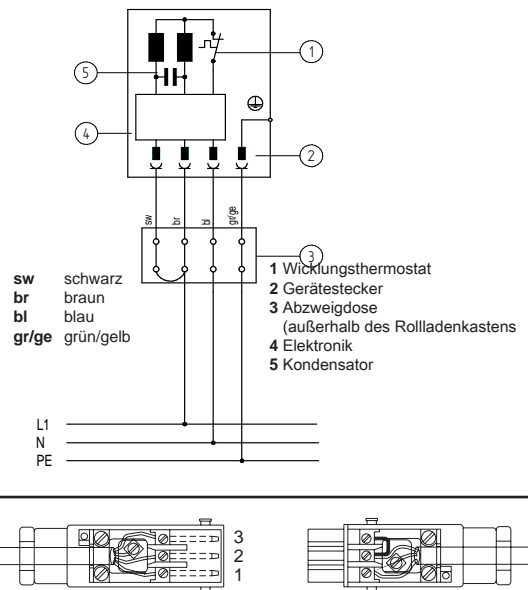 1
5
4
2
sw
br
bl
gr/ge
3
sw schwarz
br braun
bl blau
gr/ge grün/gelb
1 Wicklungsthermostat
2 Gerätestecker
3 Abzweigdose
(außerhalb des Rollladenkastens
4 Elektronik
5 Kondensator
L1
N
PE
3
2
1